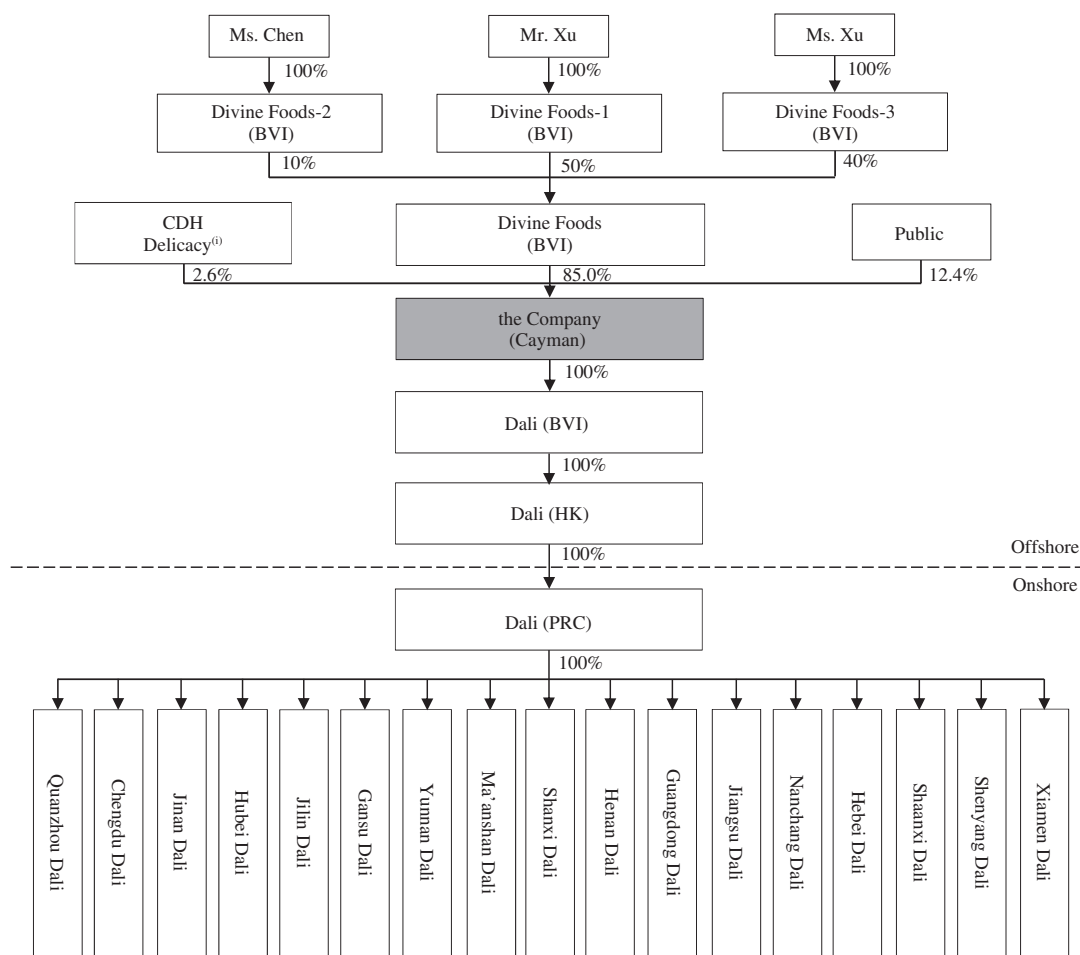 Ms. Chen
Mr. Xu
Ms. Xu
100%
100%
100%
Divine Foods-2
(BVI)
Divine Foods-1
(BVI)
Divine Foods-3
(BVI)
10%
50%
40%
CDH
Delicacy(i)
Divine Foods
(BVI)
Public
2.6%
85.0%
12.4%
the Company
(Cayman)
100%
Dali (BVI)
100%
Dali (HK)
100%
Offshore
Onshore
Dali (PRC)
100%
Quanzhou Dali
Chengdu Dali
Jinan Dali
Hubei Dali
Jilin Dali
Gansu Dali
Yunnan Dali
Ma’anshan Dali
Shanxi Dali
Henan Dali
Guangdong Dali
Jiangsu Dali
Nanchang Dali
Hebei Dali
Shaanxi Dali
Shenyang Dali
Xiamen Dali